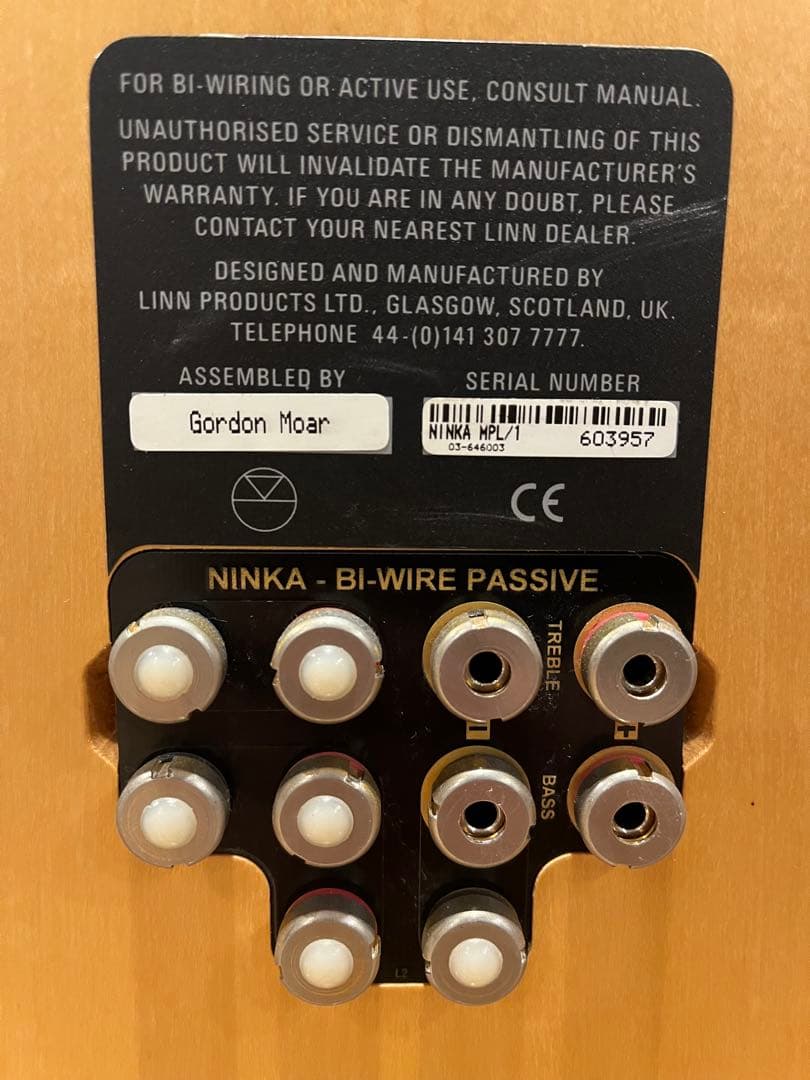 FOR BI-WIRING OR ACTIVE USE, CONSULT MANUAL.
UNAUTHORISED SERVICE OR DISMANTLING OF THIS
PRODUCT WILL INVALIDATE THE MANUFACTURER'S
WARRANTY. IF YOU ARE IN ANY DOUBT, PLEASE
CONTACT YOUR NEAREST LINN DEALER.
DESIGNED AND MANUFACTURED BY
LINN PRODUCTS LTD., GLASGOW, SCOTLAND, UK.
TELEPHONE 44-(0)141 307 7777.
ASSEMBLED BY
Gordon Moar
SERIAL NUMBER
NINKA MPL/1
603957
03-646003
CE
NINKA - BI-WIRE PASSIVE
TREBLE
- +
BASS
L2